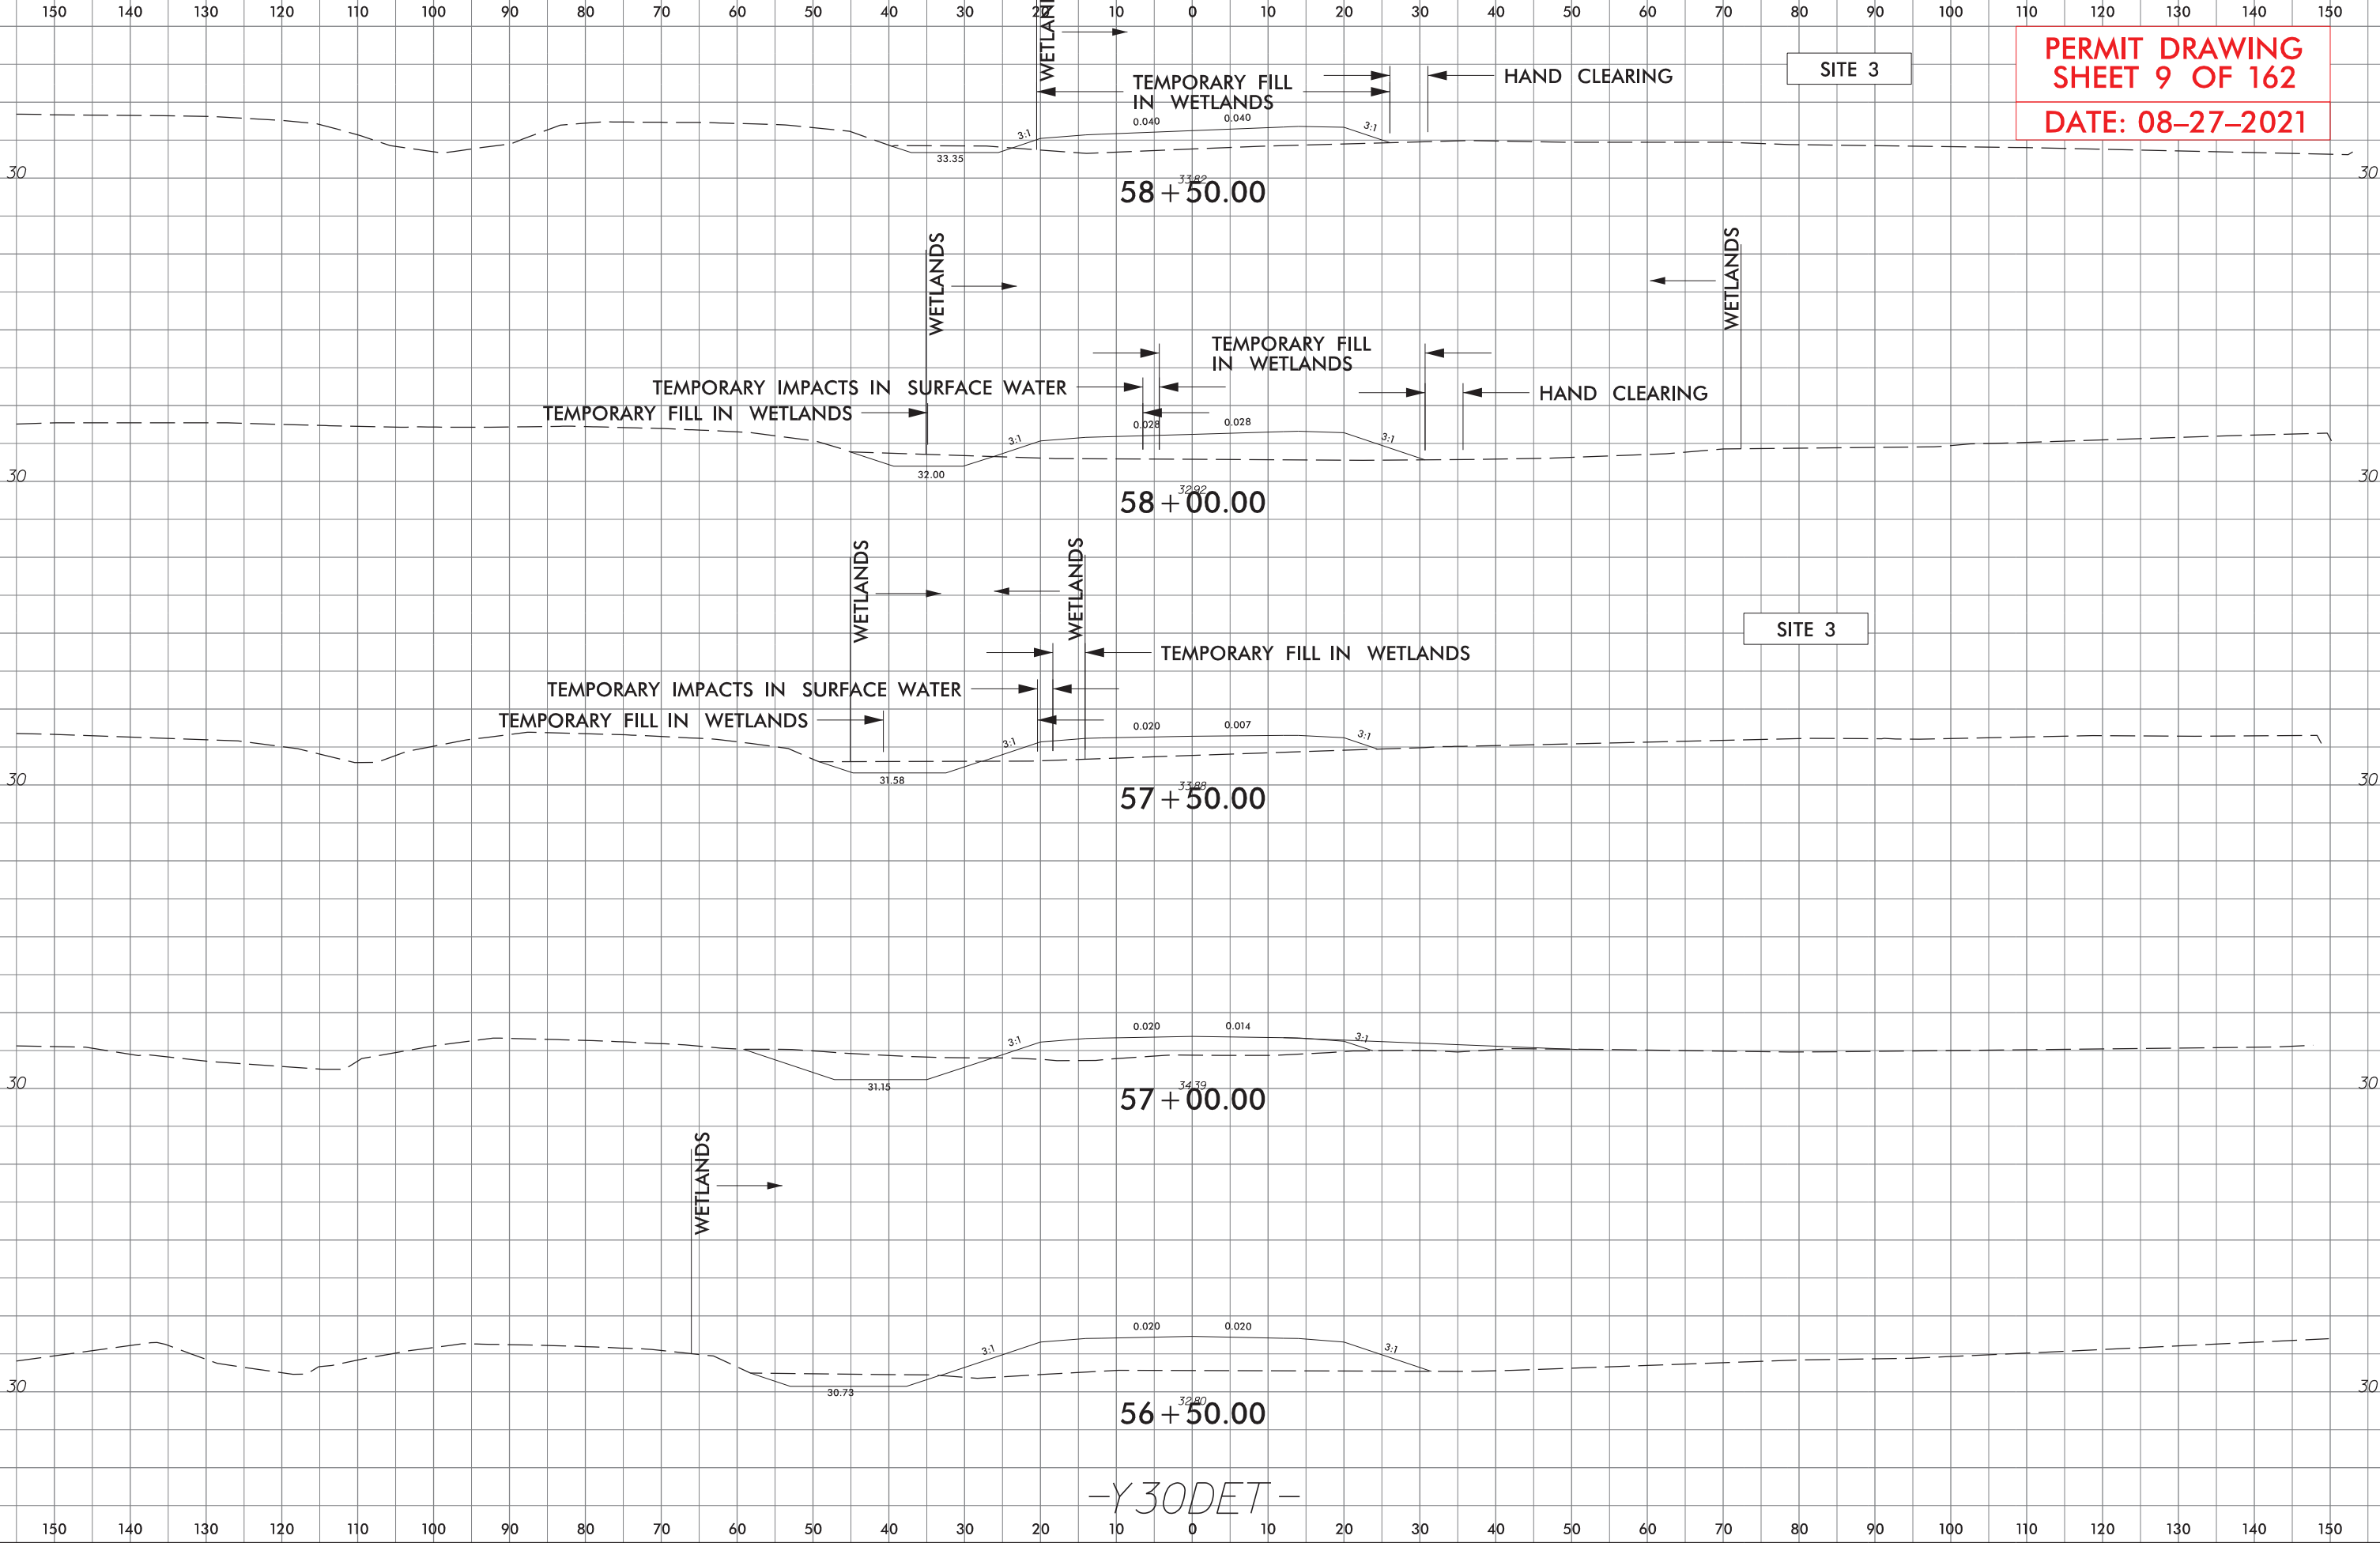 150 140 130 120 110 100 90 80 70 60 50 40 30 20 10 0 10 20 30 40 50 60 70 80 90 100 110 120 130 140 150
PERMIT DRAWING
SHEET 9 OF 162
DATE: 08–27–2021
SITE 3
TEMPORARY FILL
IN WETLANDS
HAND CLEARING
3:1
0.040
0.040
3:1
33.35
30
30
3382
58+50.00
WETLANDS
WETLANDS
TEMPORARY FILL
IN WETLANDS
TEMPORARY IMPACTS IN SURFACE WATER
HAND CLEARING
TEMPORARY FILL IN WETLANDS
3:1
0.028
0.028
3:1
32.00
30
30
3292
58+00.00
WETLANDS
WETLANDS
SITE 3
TEMPORARY FILL IN WETLANDS
TEMPORARY IMPACTS IN SURFACE WATER
TEMPORARY FILL IN WETLANDS
3:1
0.020
0.007
3:1
31.58
30
30
3388
57+50.00
3:1
0.020
0.014
3:1
31.15
30
30
3439
57+00.00
WETLANDS
3:1
0.020
0.020
3:1
30.73
30
30
3280
56+50.00
-Y30DET-
150 140 130 120 110 100 90 80 70 60 50 40 30 20 10 0 10 20 30 40 50 60 70 80 90 100 110 120 130 140 150